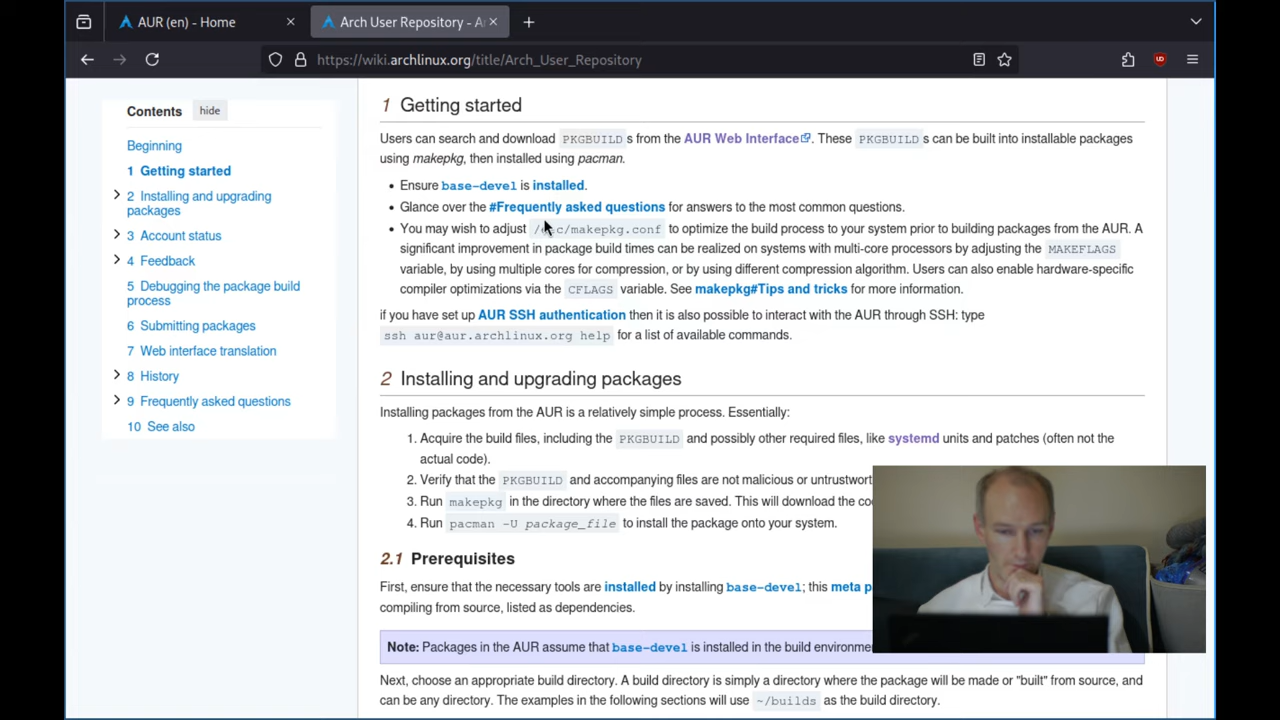 AUR (en) - Home
Arch User Repository - A
https://wiki.archlinux.org/title/Arch_User_Repository
Contents hide
Beginning
1 Getting started
2 Installing and upgrading
packages
3 Account status
4 Feedback
5 Debugging the package build
process
6 Submitting packages
7 Web interface translation
8 History
9 Frequently asked questions
10 See also
1 Getting started
Users can search and download PKGBUILD s from the AUR Web Interface. These PKGBUILD s can be built into installable packages
using makepkg, then installed using pacman.
Ensure base-devel is installed.
Glance over the #Frequently asked questions for answers to the most common questions.
You may wish to adjust /etc/makepkg.conf to optimize the build process to your system prior to building packages from the AUR. A
significant improvement in package build times can be realized on systems with multi-core processors by adjusting the MAKEFLAGS
variable, by using multiple cores for compression, or by using different compression algorithm. Users can also enable hardware-specific
compiler optimizations via the CFLAGS variable. See makepkg#Tips and tricks for more information.
if you have set up AUR SSH authentication then it is also possible to interact with the AUR through SSH: type
ssh aur@aur.archlinux.org help for a list of available commands.
2 Installing and upgrading packages
Installing packages from the AUR is a relatively simple process. Essentially:
1. Acquire the build files, including the PKGBUILD and possibly other required files, like systemd units and patches (often not the
actual code).
2. Verify that the PKGBUILD and accompanying files are not malicious or untrustwort
3. Run makepkg in the directory where the files are saved. This will download the co
4. Run pacman -U package_file to install the package onto your system.
2.1 Prerequisites
First, ensure that the necessary tools are installed by installing base-devel; this meta p
compiling from source, listed as dependencies.
Note: Packages in the AUR assume that base-devel is installed in the build environme
Next, choose an appropriate build directory. A build directory is simply a directory where the package will be made or "built" from source, and
can be any directory. The examples in the following sections will use ~/builds as the build directory.